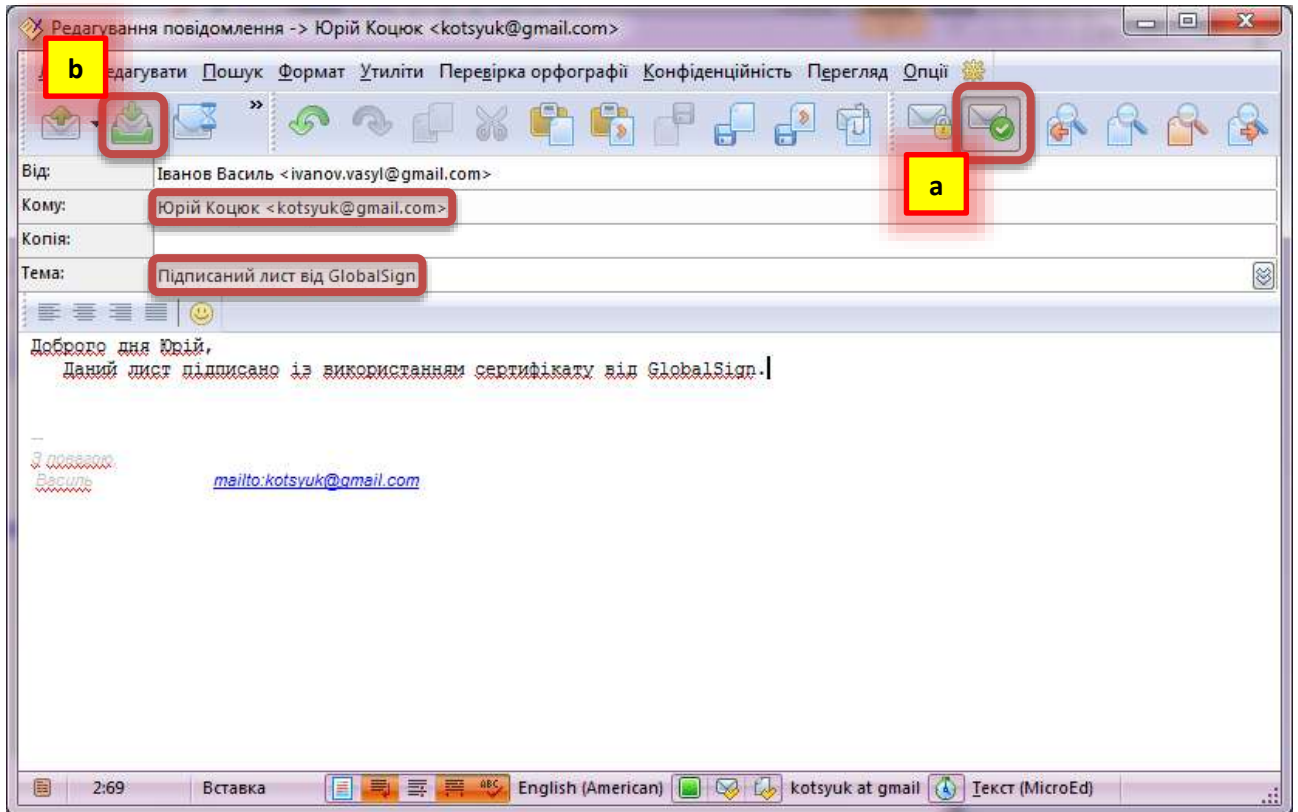 Редагування повідомлення -> Юрій Коцюк <kotsyuk@gmail.com>
b
едагувати Пошук Формат Утиліти Перевірка орфографії Конфіденційність Перегляд Опції
»
a
Від: Іванов Василь <ivanov.vasyl@gmail.com>
Кому: Юрій Коцюк <kotsyuk@gmail.com>
Копія:
Тема: Підписаний лист від GlobalSign
Доброго дня Юрій,
Даний лист підписано із використанням сертифікату від GlobalSign.
--
З повагою,
Василь mailto:kotsyuk@gmail.com
2:69 Вставка ABC English (American) kotsyuk at gmail Текст (MicroEd)